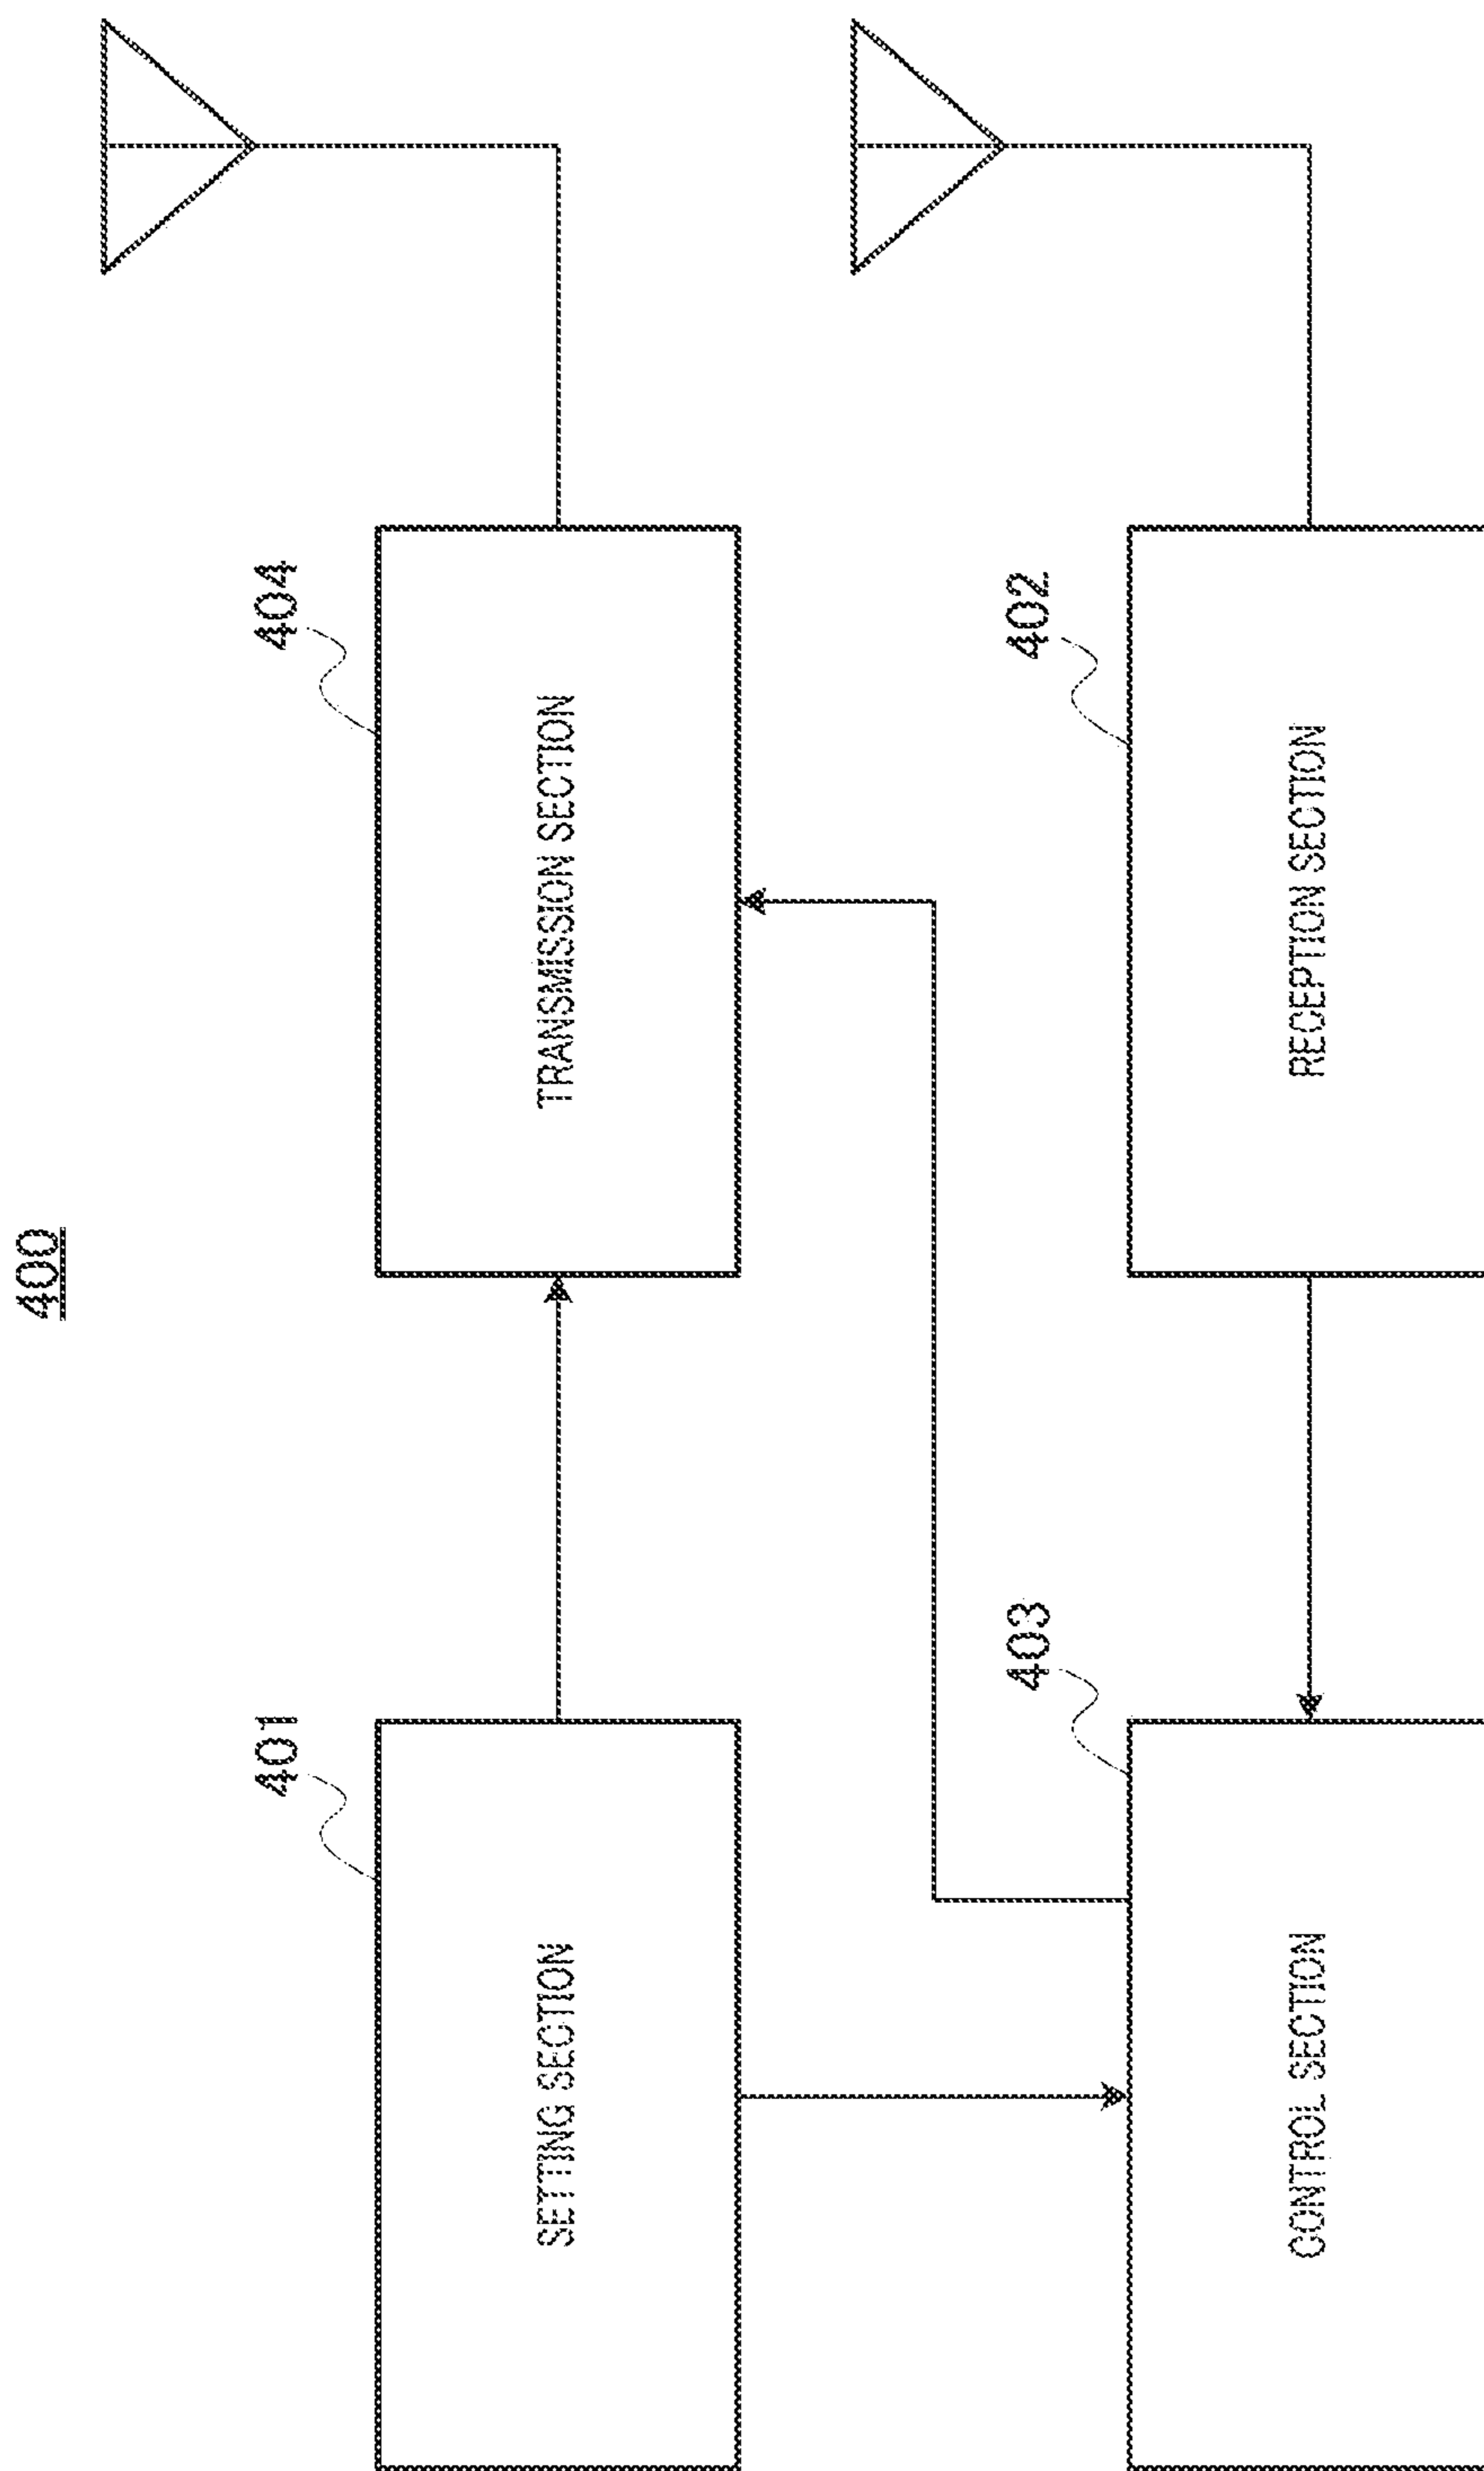 400
401
SETTING SECTION
404
TRANSMISSION SECTION
403
CONTROL SECTION
402
RECEPTION SECTION